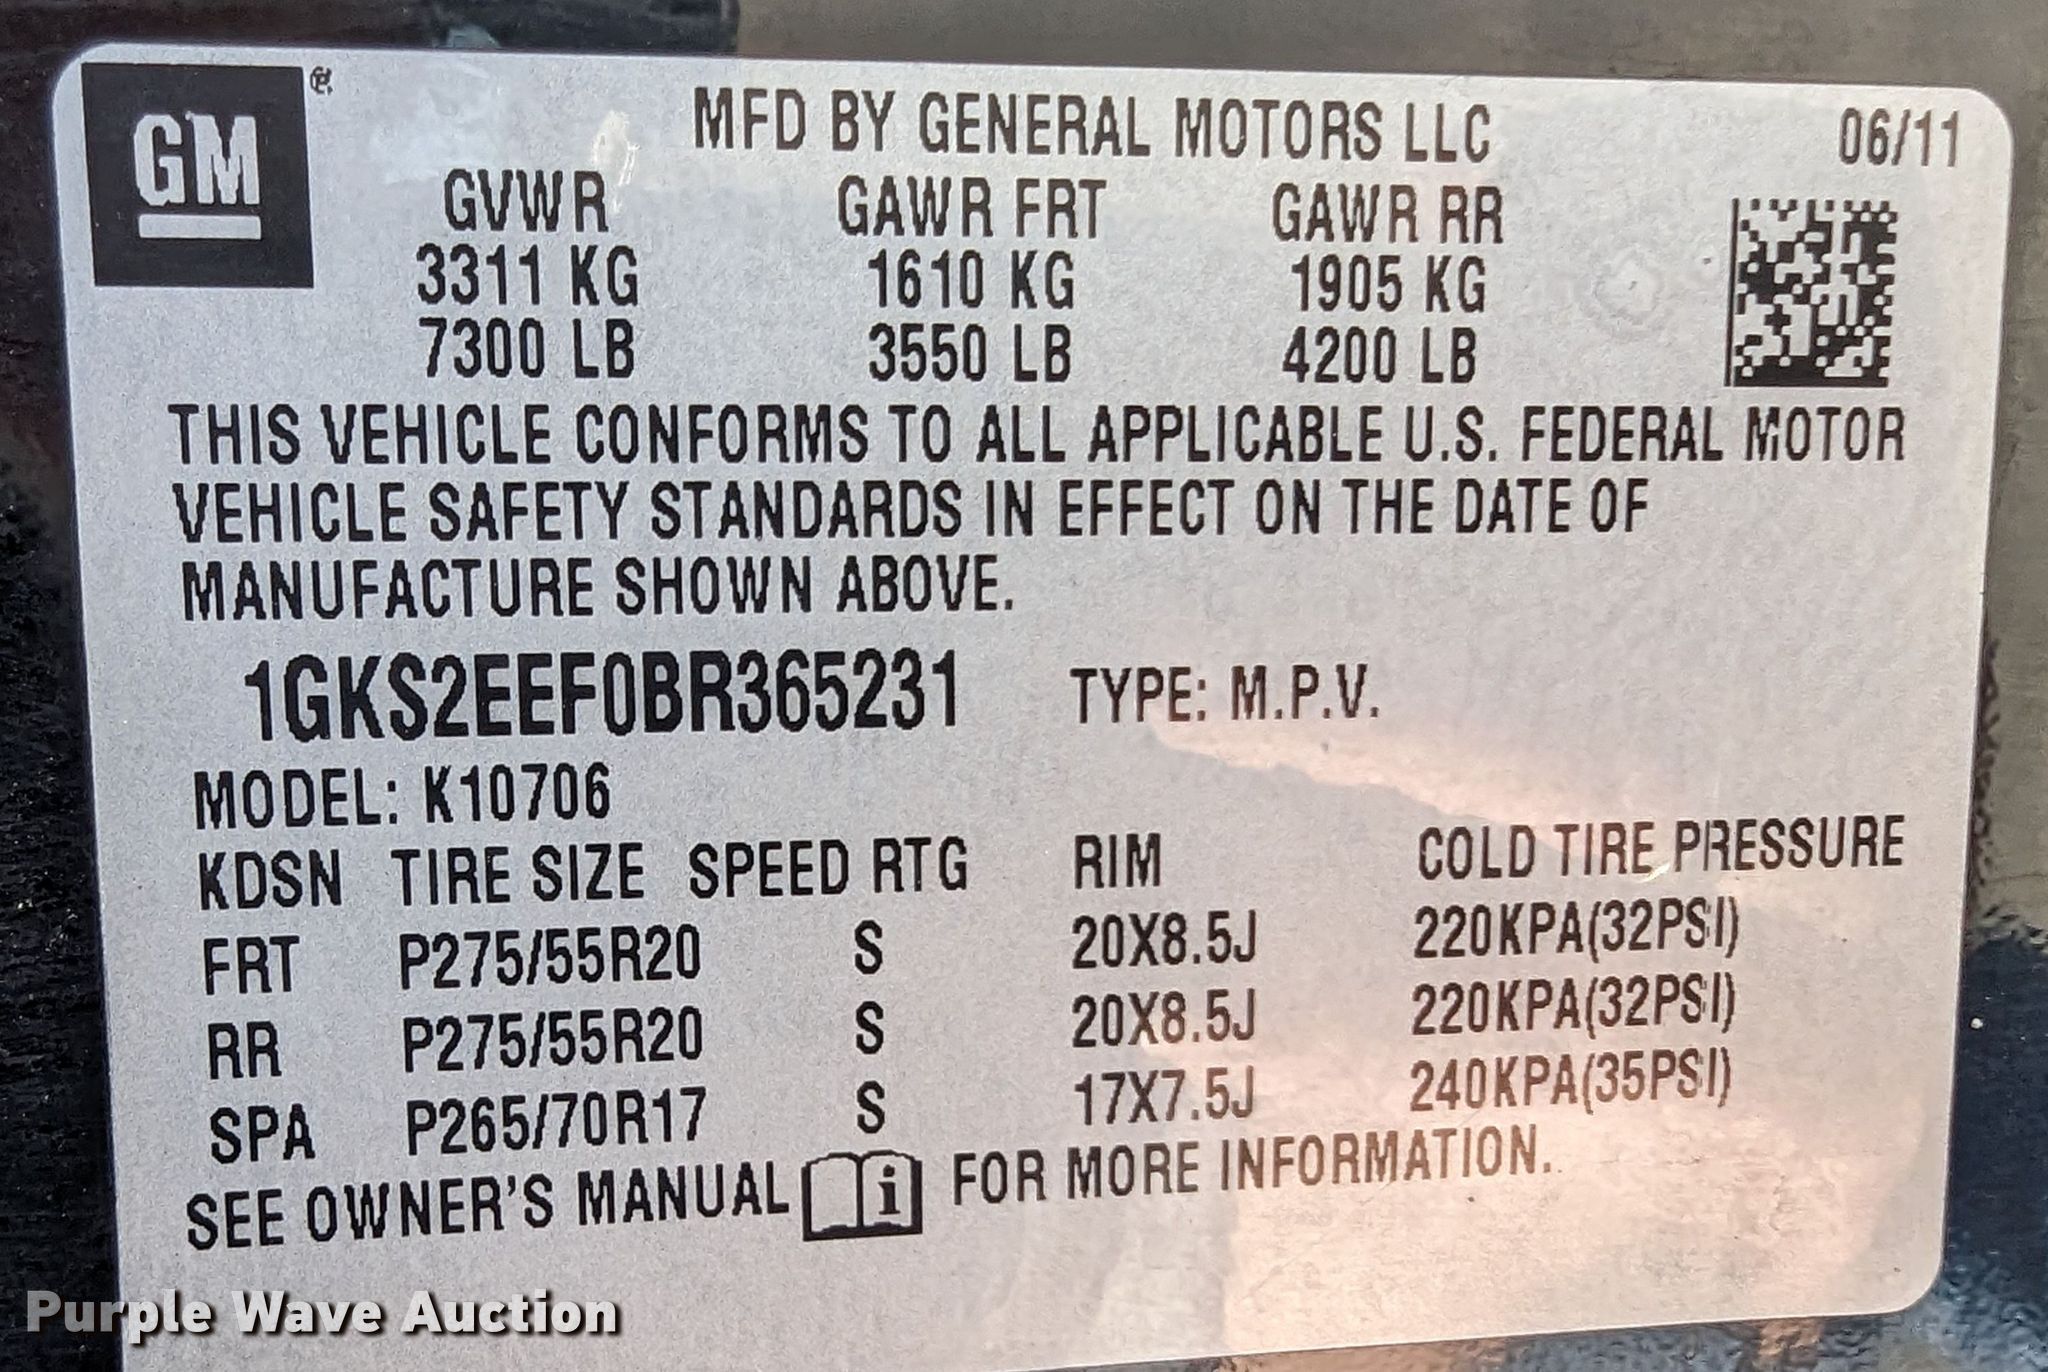 GM ®
MFD BY GENERAL MOTORS LLC 06/11
GVWR GAWR FRT GAWR RR
3311 KG 1610 KG 1905 KG
7300 LB 3550 LB 4200 LB
THIS VEHICLE CONFORMS TO ALL APPLICABLE U.S. FEDERAL MOTOR
VEHICLE SAFETY STANDARDS IN EFFECT ON THE DATE OF
MANUFACTURE SHOWN ABOVE.
1GKS2EEF0BR365231 TYPE: M.P.V.
MODEL: K10706
KDSN TIRE SIZE SPEED RTG RIM COLD TIRE PRESSURE
FRT P275/55R20 S 20X8.5J 220KPA(32PSI)
RR P275/55R20 S 20X8.5J 220KPA(32PSI)
SPA P265/70R17 S 17X7.5J 240KPA(35PSI)
SEE OWNER'S MANUAL i FOR MORE INFORMATION.
Purple Wave Auction